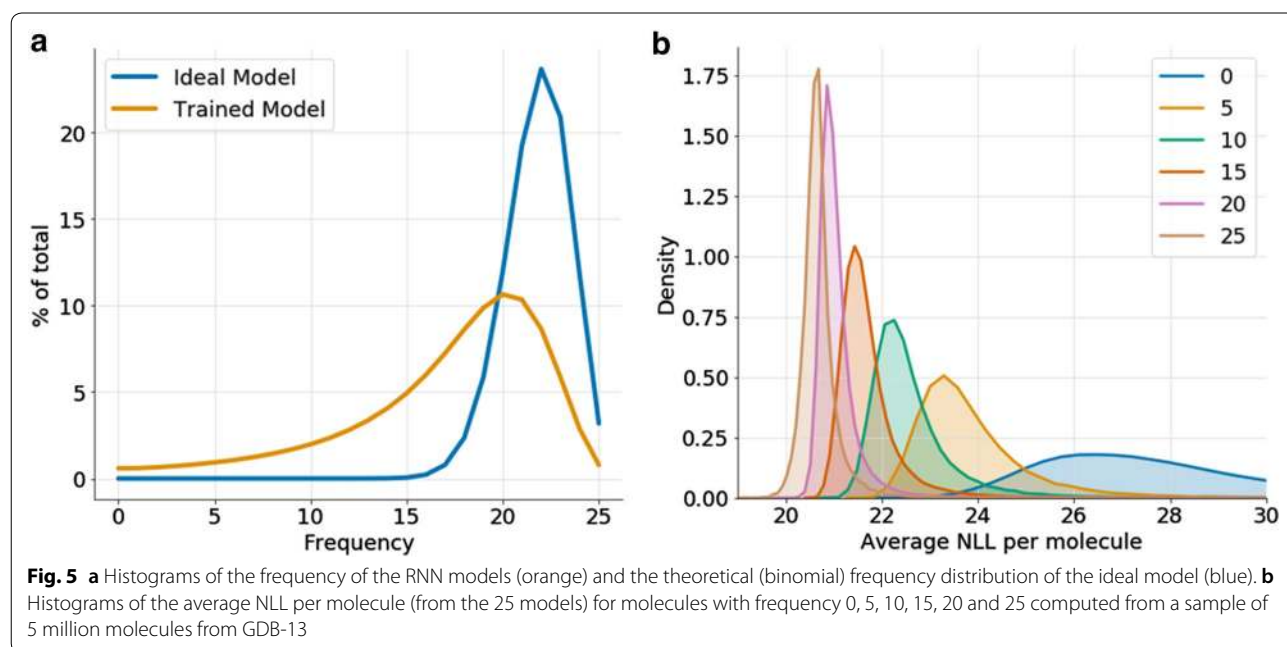 a
Ideal Model
Trained Model
% of total
20
15
10
5
0
0 5 10 15 20 25
Frequency
b
0
5
10
15
20
25
Density
1.75
1.50
1.25
1.00
0.75
0.50
0.25
0.00
20 22 24 26 28 30
Average NLL per molecule
Fig. 5 a Histograms of the frequency of the RNN models (orange) and the theoretical (binomial) frequency distribution of the ideal model (blue). b
Histograms of the average NLL per molecule (from the 25 models) for molecules with frequency 0, 5, 10, 15, 20 and 25 computed from a sample of
5 million molecules from GDB-13